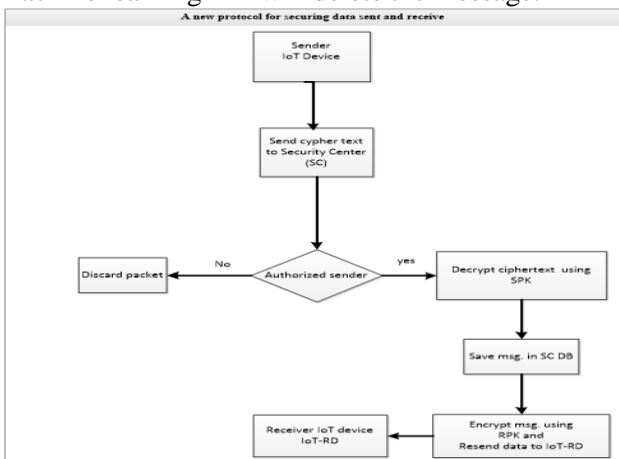 A new protocol for securing data sent and receive
Sender
IoT Device
Send cypher text
to Security Center
(SC)
No
yes
Discard packet
Authorized sender
Decrypt ciphertext using
SPK
Save msg. in SC DB
Encrypt msg. using
RPK and
Resend data to IoT-RD
Receiver IoT device
IoT-RD